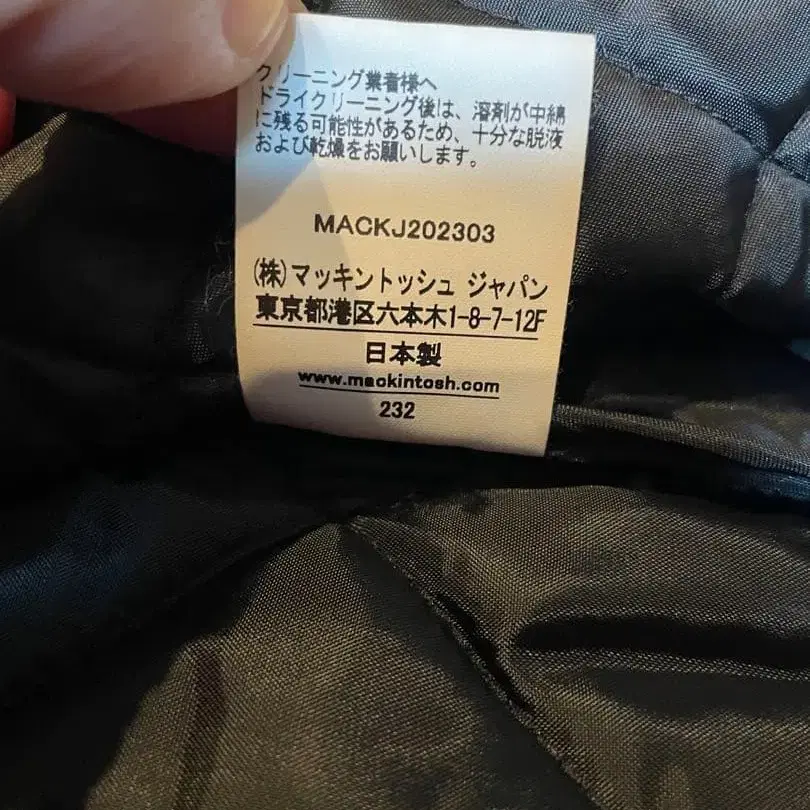 クリーニング業者様へ
ドライクリーニング後は、溶剤が中綿
に残る可能性があるため、十分な脱液
および乾燥をお願いします。
MACKJ202303
(株)マッキントッシュ ジャパン
東京都港区六本木1-8-7-12F
日本製
www.mackintosh.com
232